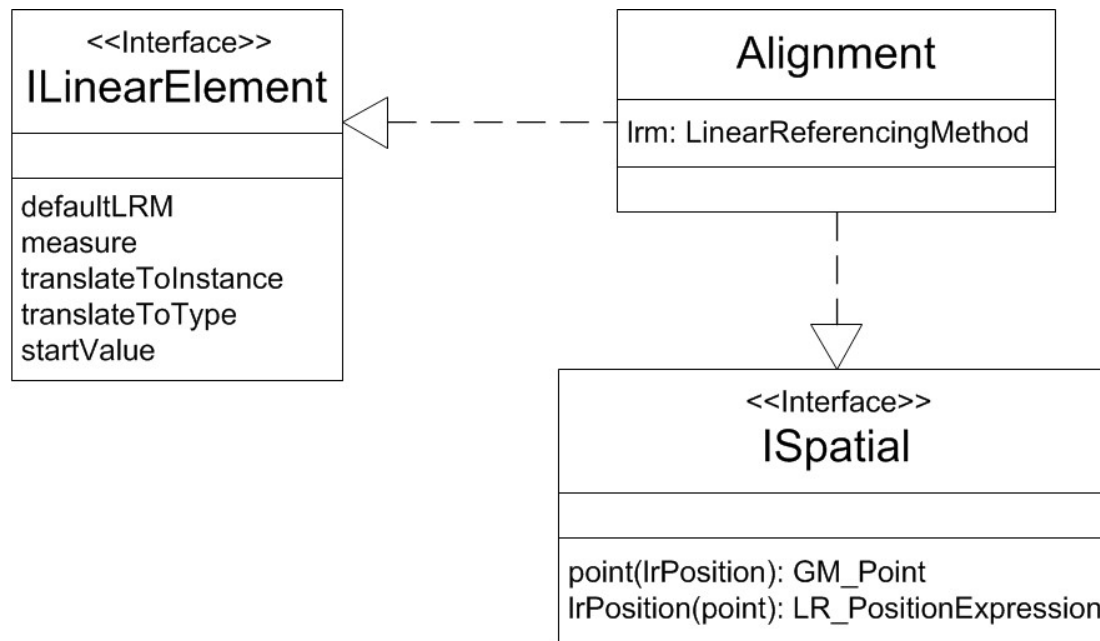 <<Interface>>
ILinearElement
defaultLRM
measure
translateToInstance
translateToType
startValue
Alignment
lrm: LinearReferencingMethod
<<Interface>>
ISpatial
point(lrPosition): GM_Point
lrPosition(point): LR_PositionExpression